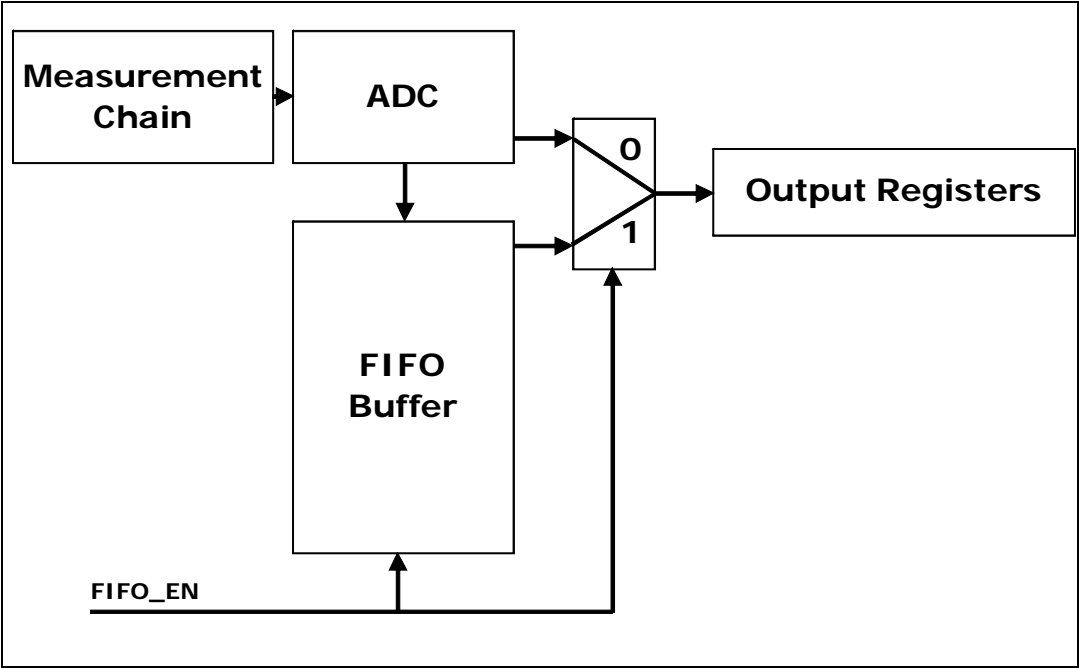 Measurement
Chain
ADC
0
Output Registers
1
FIFO
Buffer
FIFO_EN